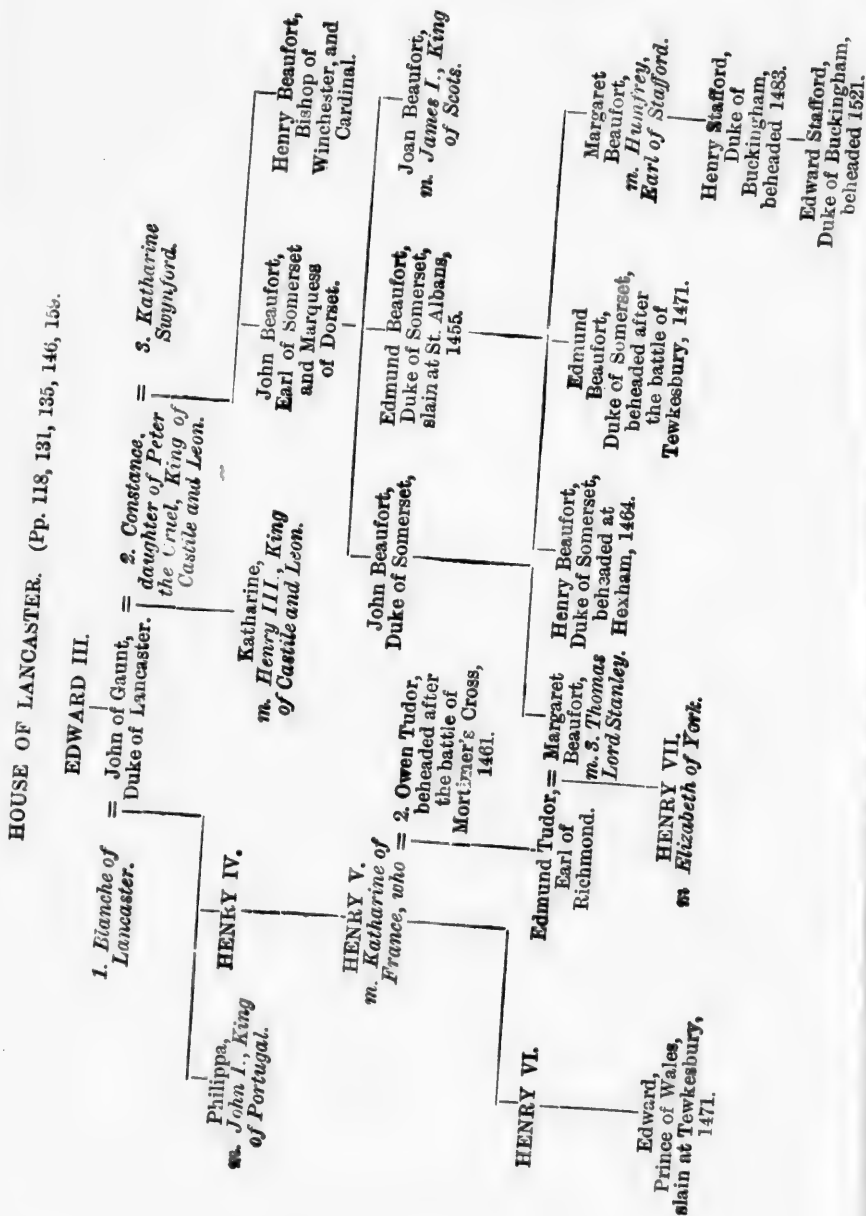 HOUSE OF LANCASTER. (Pp. 118, 131, 135, 146, 159.
EDWARD III.
1. Blanche of
Lancaster.
= John of Gaunt,
Duke of Lancaster.
= 2. Constance.
daughter of Peter
the Cruel, King of
Castile and Leon.
= 3. Katharine
Swynford.
Philippa,
m. John I., King
of Portugal.
HENRY IV.
Katharine,
m. Henry III., King
of Castile and Leon.
John Beaufort,
Earl of Somerset
and Marquess
of Dorset.
Henry Beaufort,
Bishop of
Winchester, and
Cardinal.
HENRY V.
m. Katharine of
France, who
= 2. Owen Tudor,
beheaded after
the battle of
Mortimer's Cross,
1461.
John Beaufort,
Duke of Somerset,
Edmund Beaufort,
Duke of Somerset,
slain at St. Albans,
1455.
Joan Beaufort,
m. James I., King
of Scots.
HENRY VI.
Edmund Tudor,
Earl of
Richmond.
= Margaret
Beaufort,
m. 3. Thomas
Lord Stanley.
Henry Beaufort,
Duke of Somerset,
beheaded at
Hexham, 1464.
Edmund
Beaufort,
Duke of Somerset,
beheaded after
the battle of
Tewkesbury, 1471.
Margaret
Beaufort,
m. Humfrey,
Earl of Stafford.
Edward,
Prince of Wales,
slain at Tewkesbury,
1471.
HENRY VII.
m Elizabeth of York.
Henry Stafford,
Duke of
Buckingham,
beheaded 1483.
Edward Stafford,
Duke of Buckingham,
beheaded 1521.